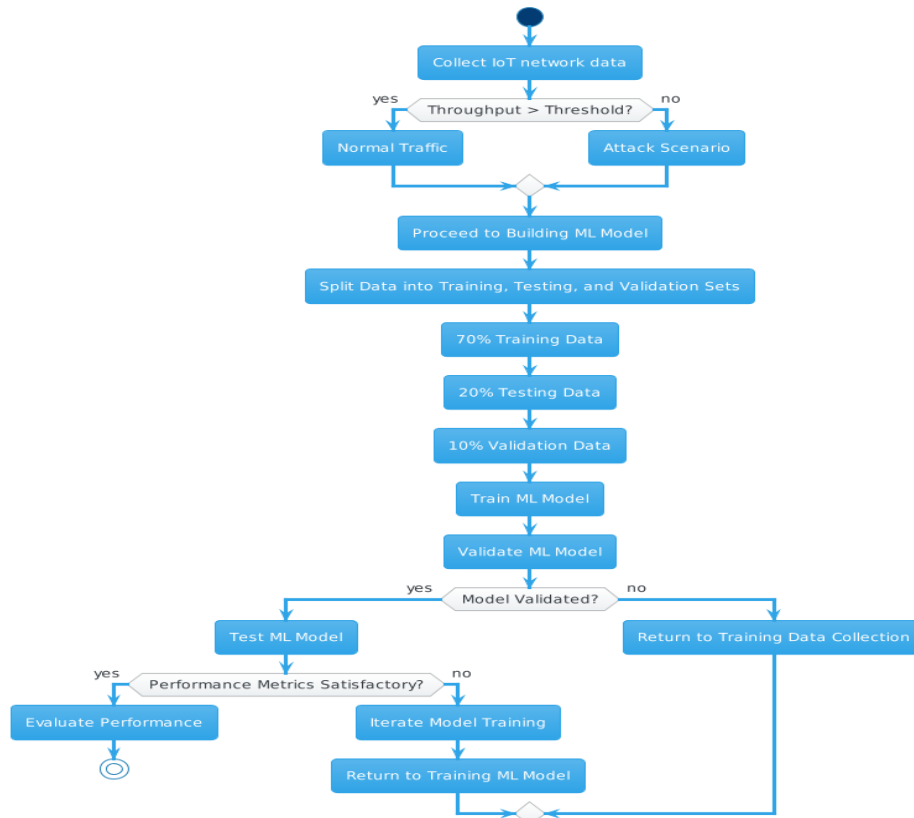 Collect IoT network data
yes
Throughput > Threshold?
no
Normal Traffic
Attack Scenario
Proceed to Building ML Model
Split Data into Training, Testing, and Validation Sets
70% Training Data
20% Testing Data
10% Validation Data
Train ML Model
Validate ML Model
yes
Model Validated?
no
Test ML Model
Return to Training Data Collection
yes
Performance Metrics Satisfactory?
no
Evaluate Performance
Iterate Model Training
Return to Training ML Model